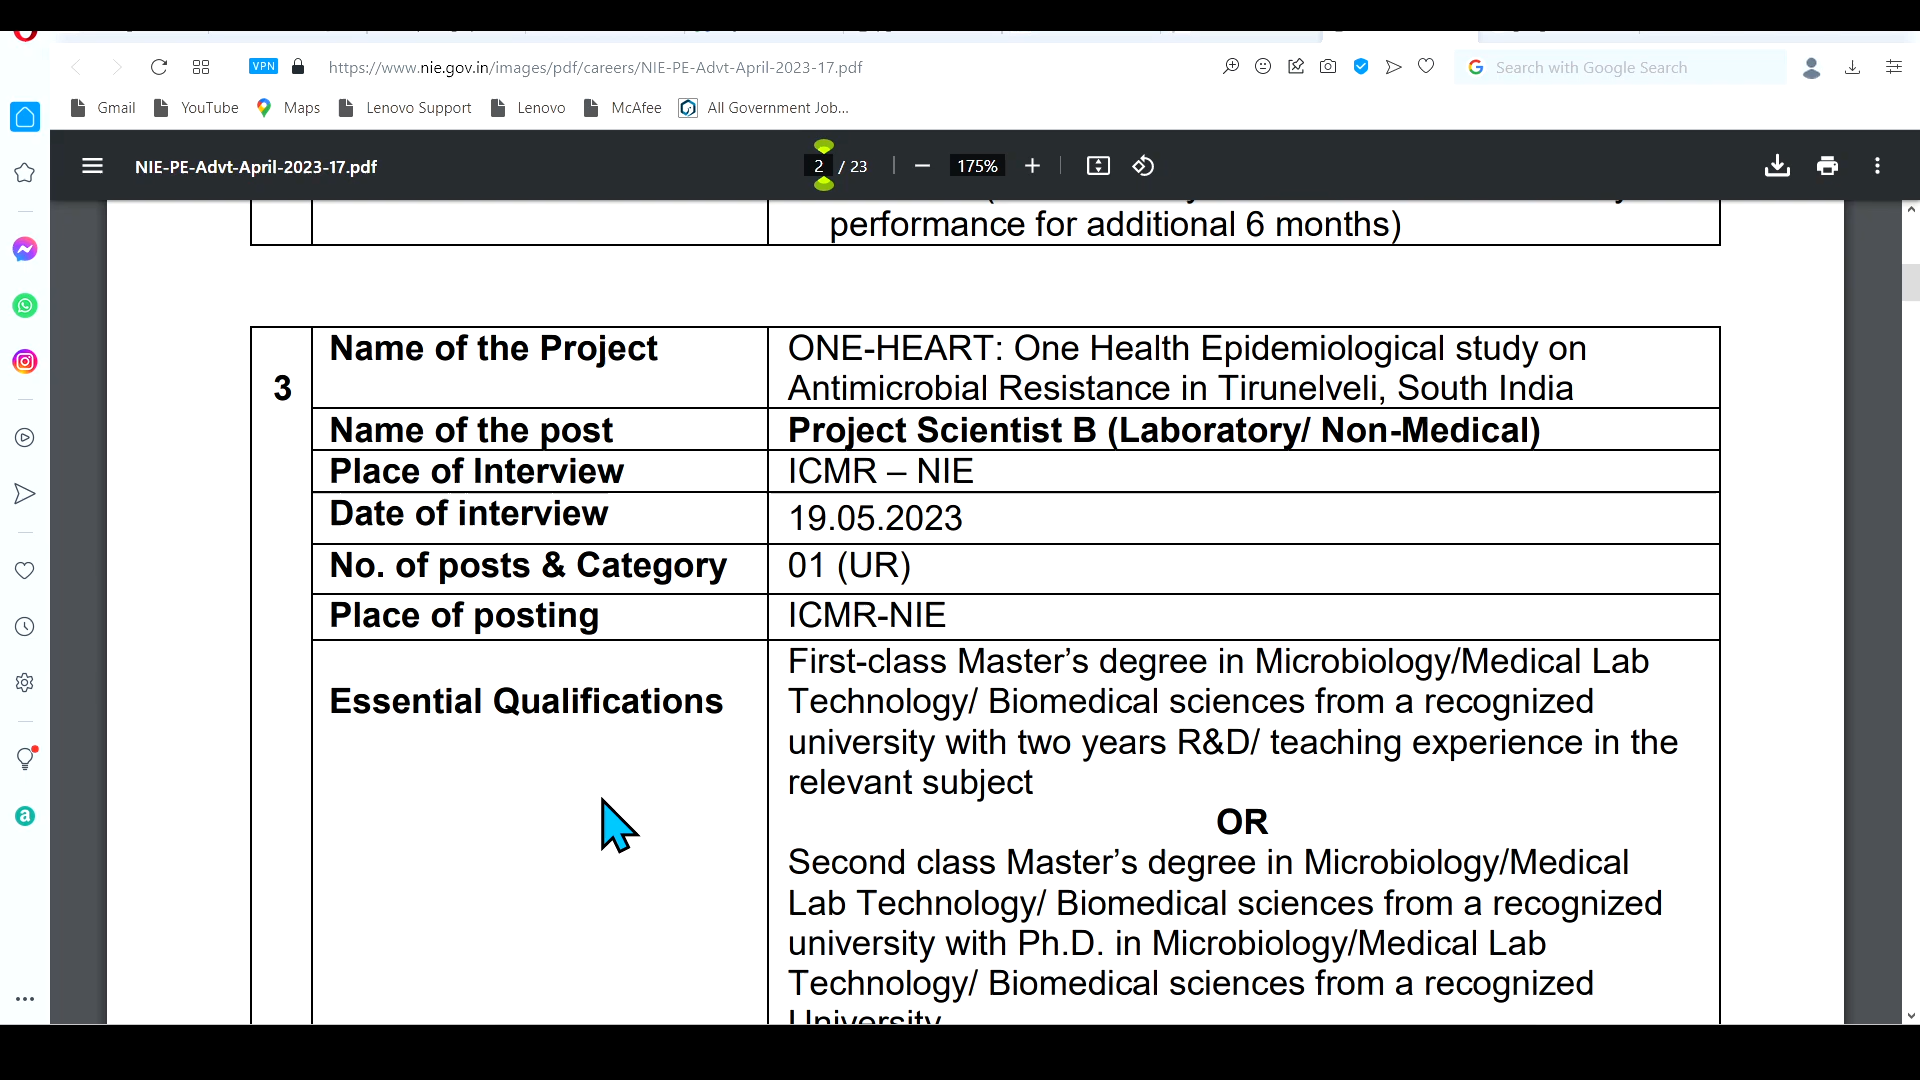 VPN
https://www.nie.gov.in/images/pdf/careers/NIE-PE-Advt-April-2023-17.pdf
Search with Google Search
Gmail
YouTube
Maps
Lenovo Support
Lenovo
McAfee
All Government Job...
NIE-PE-Advt-April-2023-17.pdf
2 / 23
175%
performance for additional 6 months)
3
Name of the Project
ONE-HEART: One Health Epidemiological study on
Antimicrobial Resistance in Tirunelveli, South India
Name of the post
Project Scientist B (Laboratory/ Non-Medical)
Place of Interview
ICMR – NIE
Date of interview
19.05.2023
No. of posts & Category
01 (UR)
Place of posting
ICMR-NIE
Essential Qualifications
First-class Master’s degree in Microbiology/Medical Lab
Technology/ Biomedical sciences from a recognized
university with two years R&D/ teaching experience in the
relevant subject
OR
Second class Master’s degree in Microbiology/Medical
Lab Technology/ Biomedical sciences from a recognized
university with Ph.D. in Microbiology/Medical Lab
Technology/ Biomedical sciences from a recognized
University